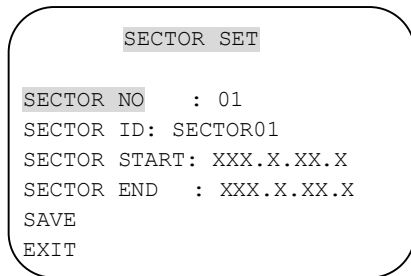 SECTOR SET
SECTOR NO : 01
SECTOR ID: SECTOR01
SECTOR START: XXX.X.XX.X
SECTOR END : XXX.X.XX.X
SAVE
EXIT